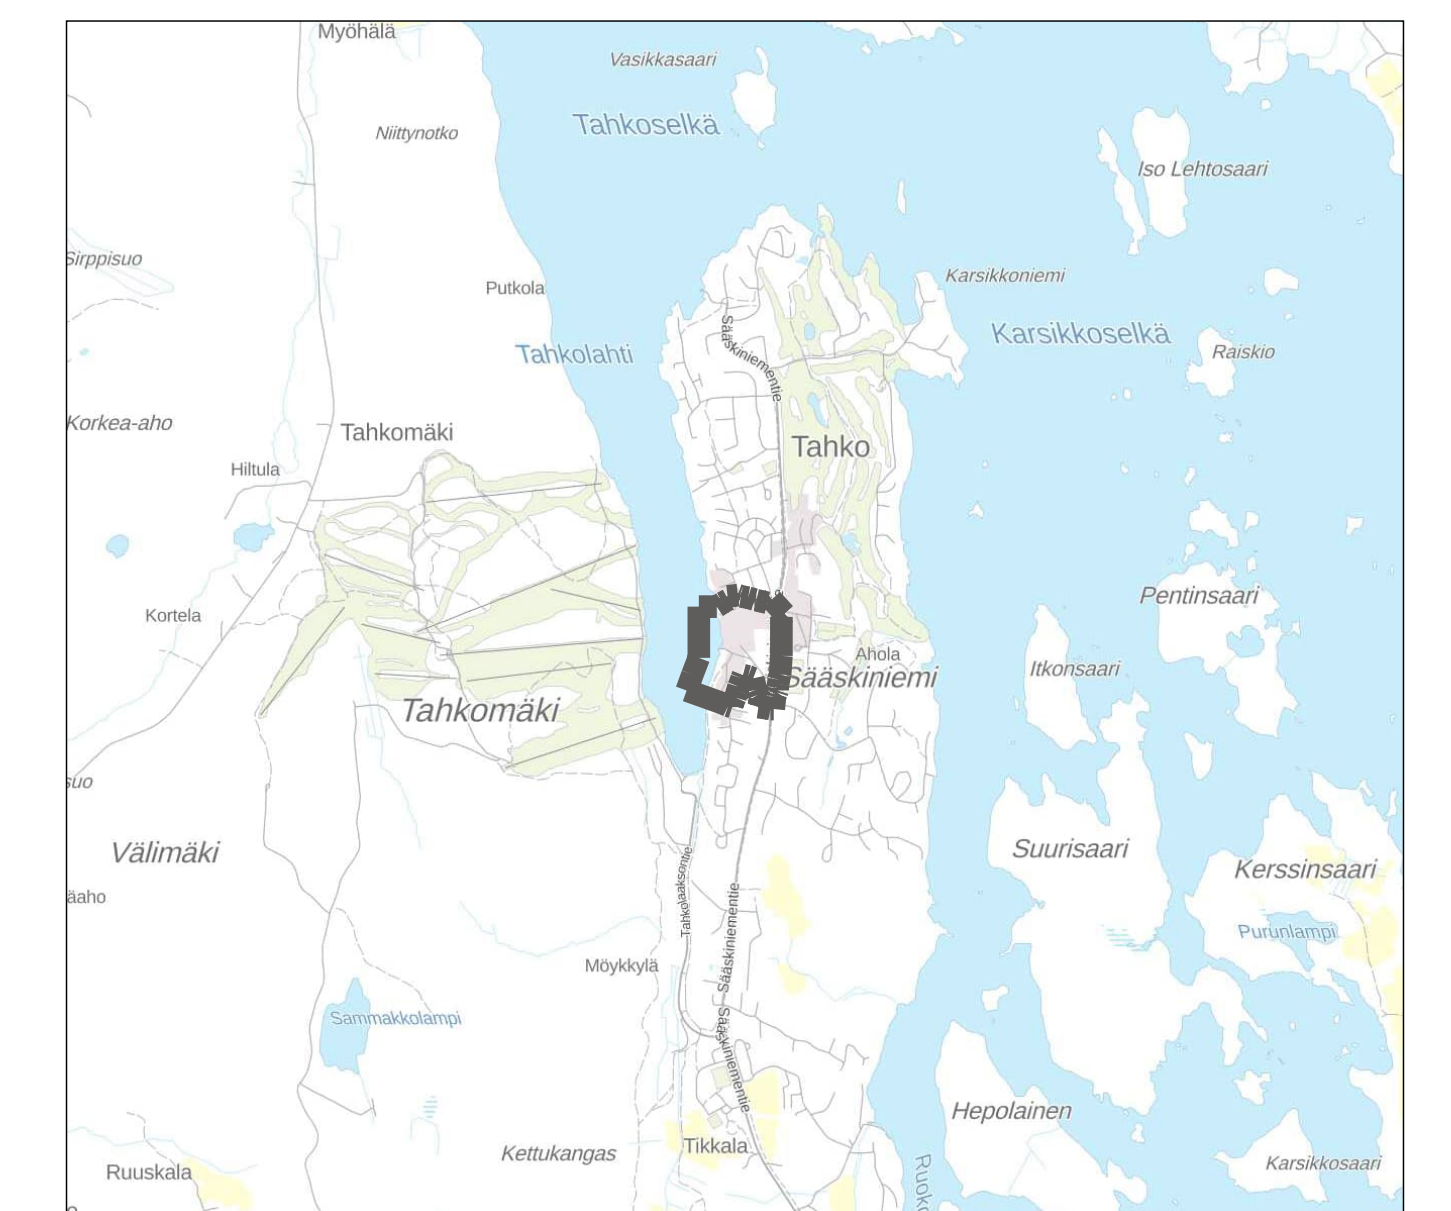 Myöhälä
Vasikkasaari
Tahkoselkä
Niittynotko
Iso Lehtosaari
Sirppisuo
Karsikkoniemi
Putkola
Karsikkoselkä
Sääskiniementie
Tahkolahti
Raiskio
Korkea-aho
Tahkomäki
Tahko
Hiltula
Pentinsaari
Kortela
Ahola
Itkonsaari
Sääskiniemi
Tahkomäki
suo
Välimäki
Suurisaari
Kerssinsaari
Tahkolaaksontie
äaho
Sääskiniementie
Purunlampi
Möykkylä
Sammakkolampi
Sääskiniementie
Hepolainen
Tikkala
Kettukangas
Karsikkosaari
Ruuskala